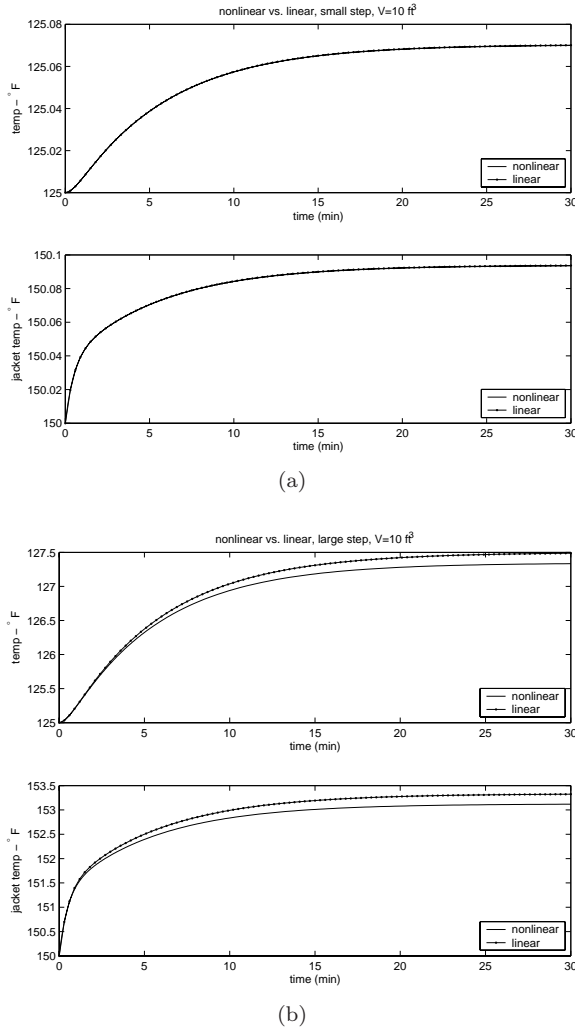 nonlinear vs. linear, small step, V=10 ft³
125.08
125.06
125.04
125.02
125
temp – ° F
0 5 10 15 20 25 30
time (min)
nonlinear
linear
150.1
150.08
150.06
150.04
150.02
150
jacket temp – ° F
0 5 10 15 20 25 30
time (min)
nonlinear
linear
(a)
nonlinear vs. linear, large step, V=10 ft³
127.5
127
126.5
126
125.5
125
temp – ° F
0 5 10 15 20 25 30
time (min)
nonlinear
linear
153.5
153
152.5
152
151.5
151
150.5
150
jacket temp – ° F
0 5 10 15 20 25 30
time (min)
nonlinear
linear
(b)